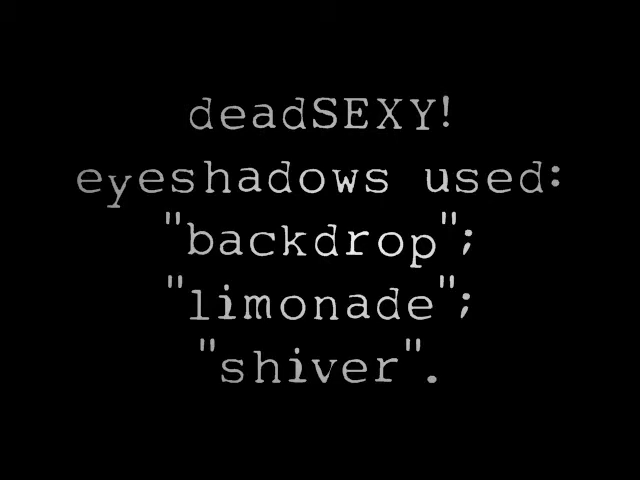 deadSEXY!
eyeshadows used:
"backdrop";
"limonade";
"shiver".